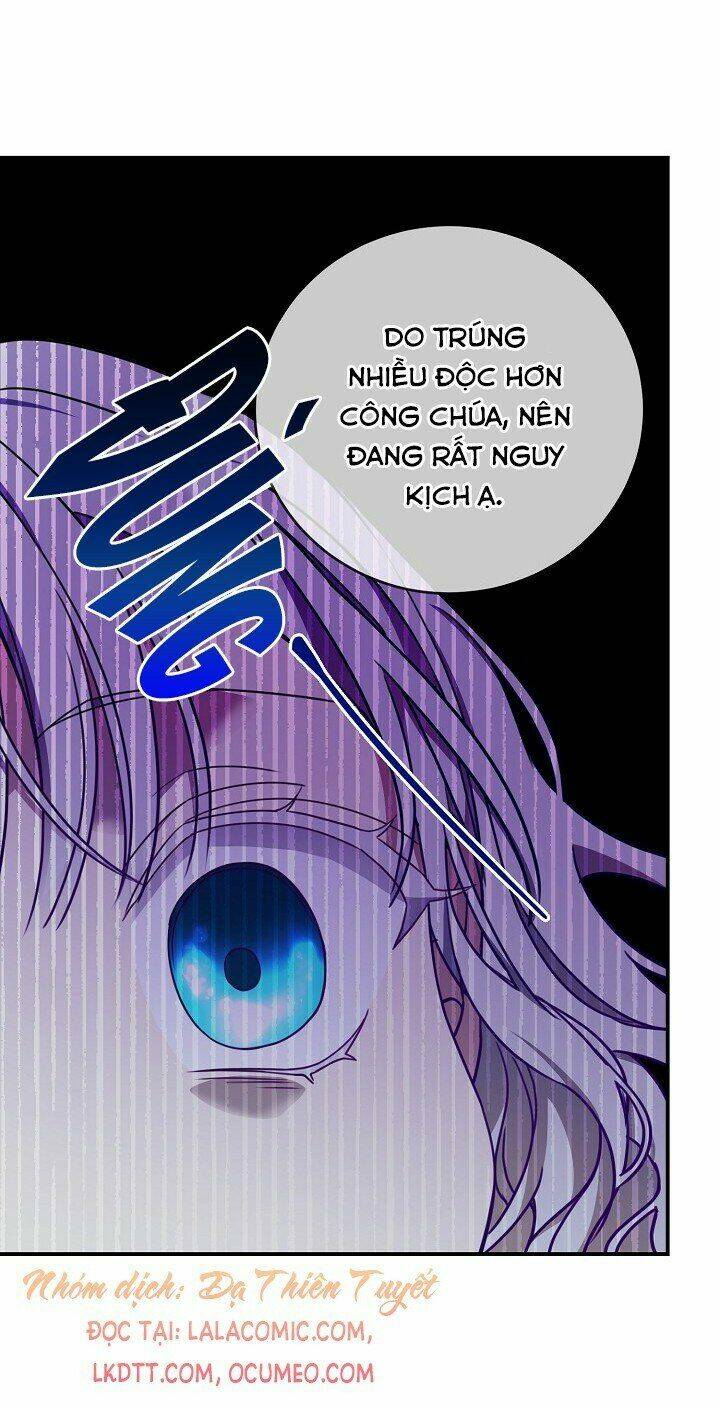 DO TRÚNG
NHIỀU ĐỘC HƠN
CÔNG CHÚA, NÊN
ĐANG RẤT NGUY
KỊCH Ạ.
ĐÙNG
Nhóm dịch: Dạ Thiên Tuyết
ĐỌC TẠI: LALACOMIC.COM,
LKDTT.COM, OCUMEO.COM